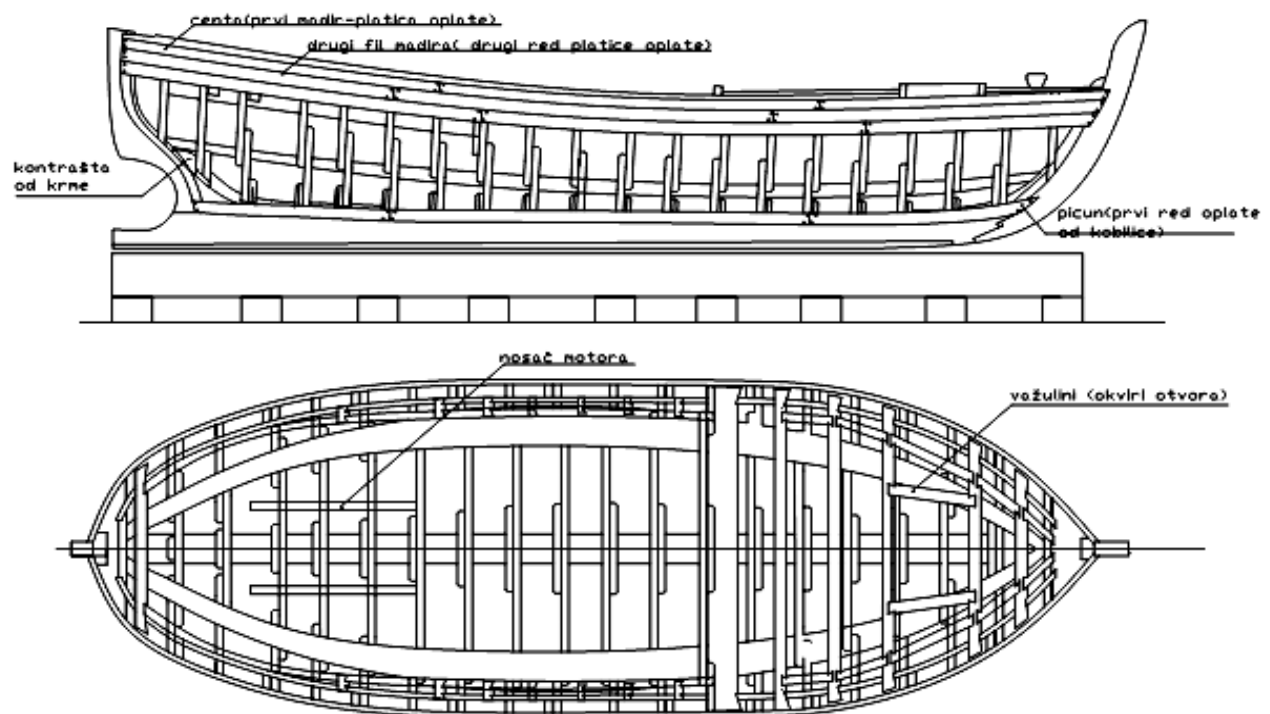 centa(prvi madir-platica oplate)
drugi fil madira( drugi red platice oplate)
kontrašta
od krme
picun(prvi red oplate
od kobilice)
nosač motora
važulini (okviri otvora)